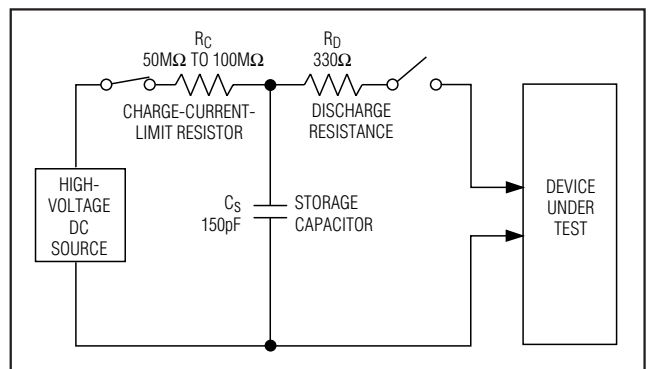 R_C
50MΩ TO 100MΩ
CHARGE-CURRENT-
LIMIT RESISTOR
R_D
330Ω
DISCHARGE
RESISTANCE
HIGH-
VOLTAGE
DC
SOURCE
C_S
150pF
STORAGE
CAPACITOR
DEVICE
UNDER
TEST